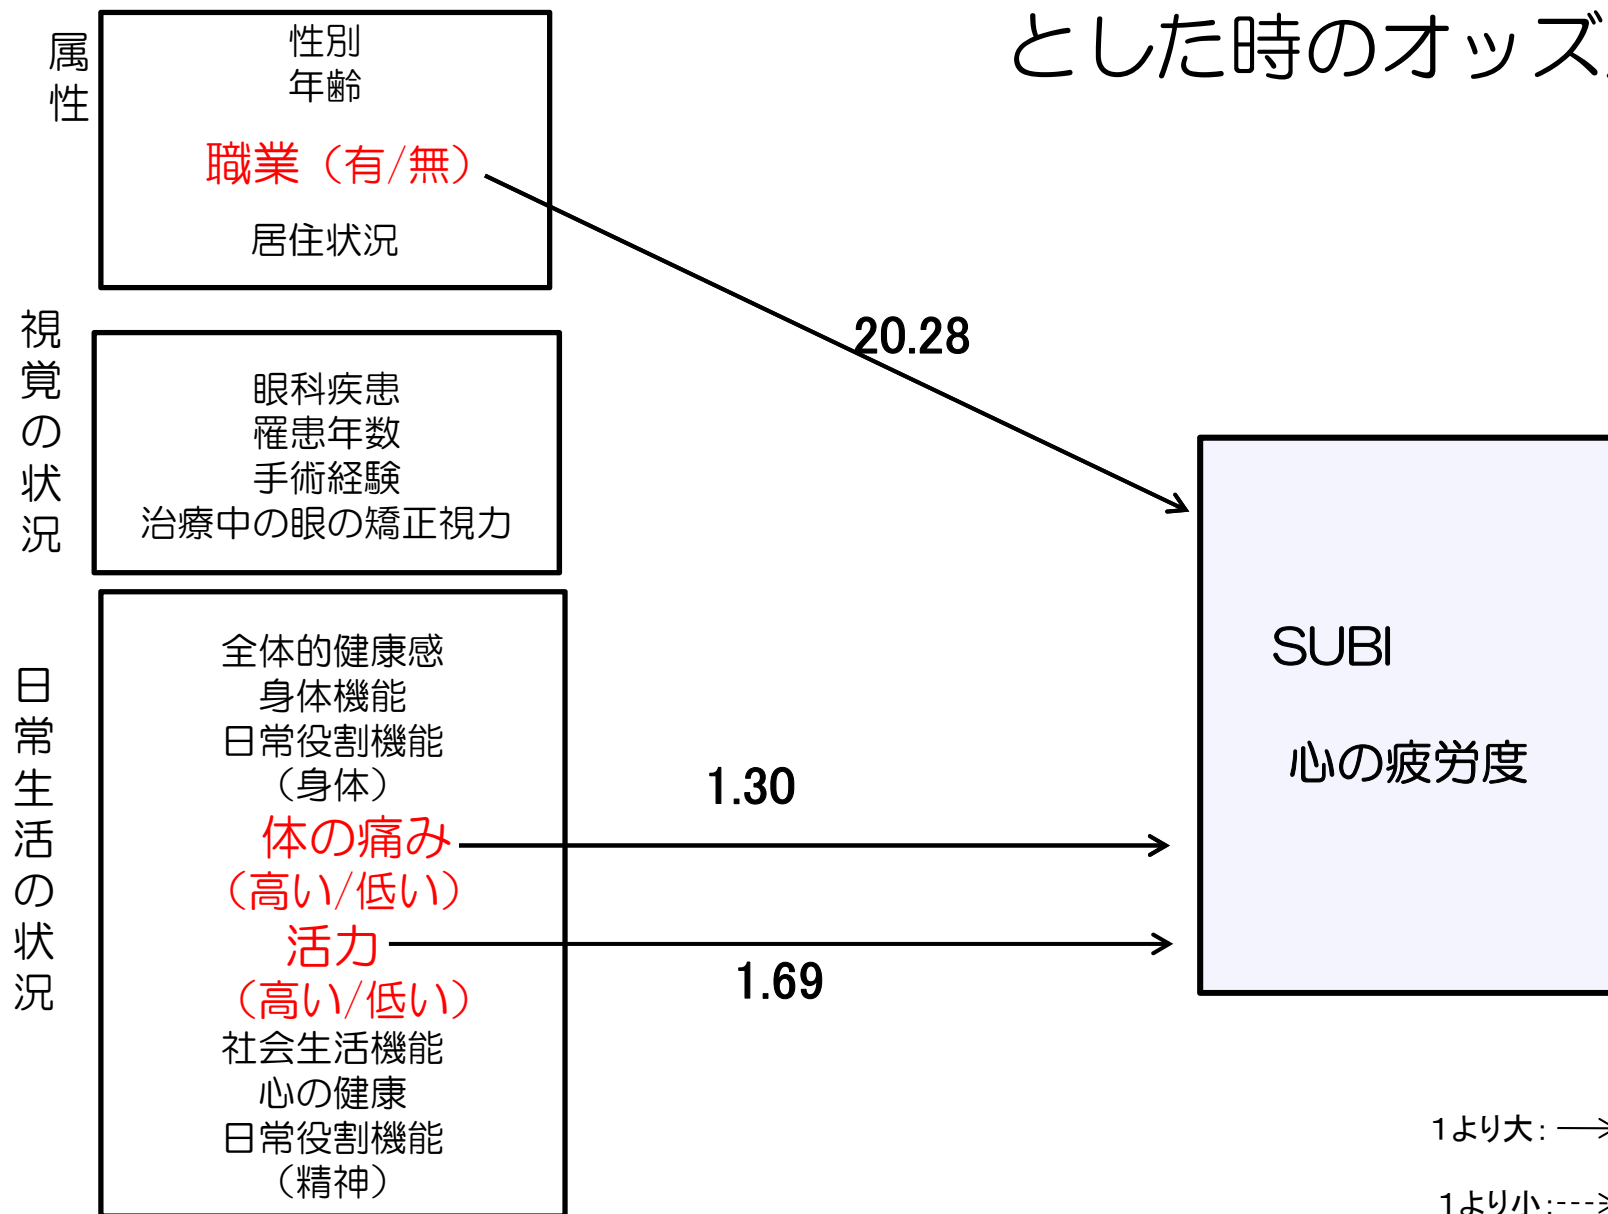 とした時のオッズ
属性
性別
年齢
職業（有/無）
居住状況
視覚の状況
眼科疾患
罹患年数
手術経験
治療中の眼の矯正視力
日常生活の状況
全体的健康感
身体機能
日常役割機能
（身体）
体の痛み
（高い/低い）
活力
（高い/低い）
社会生活機能
心の健康
日常役割機能
（精神）
20.28
1.30
1.69
SUBI
心の疲労度
1より大：
1より小：